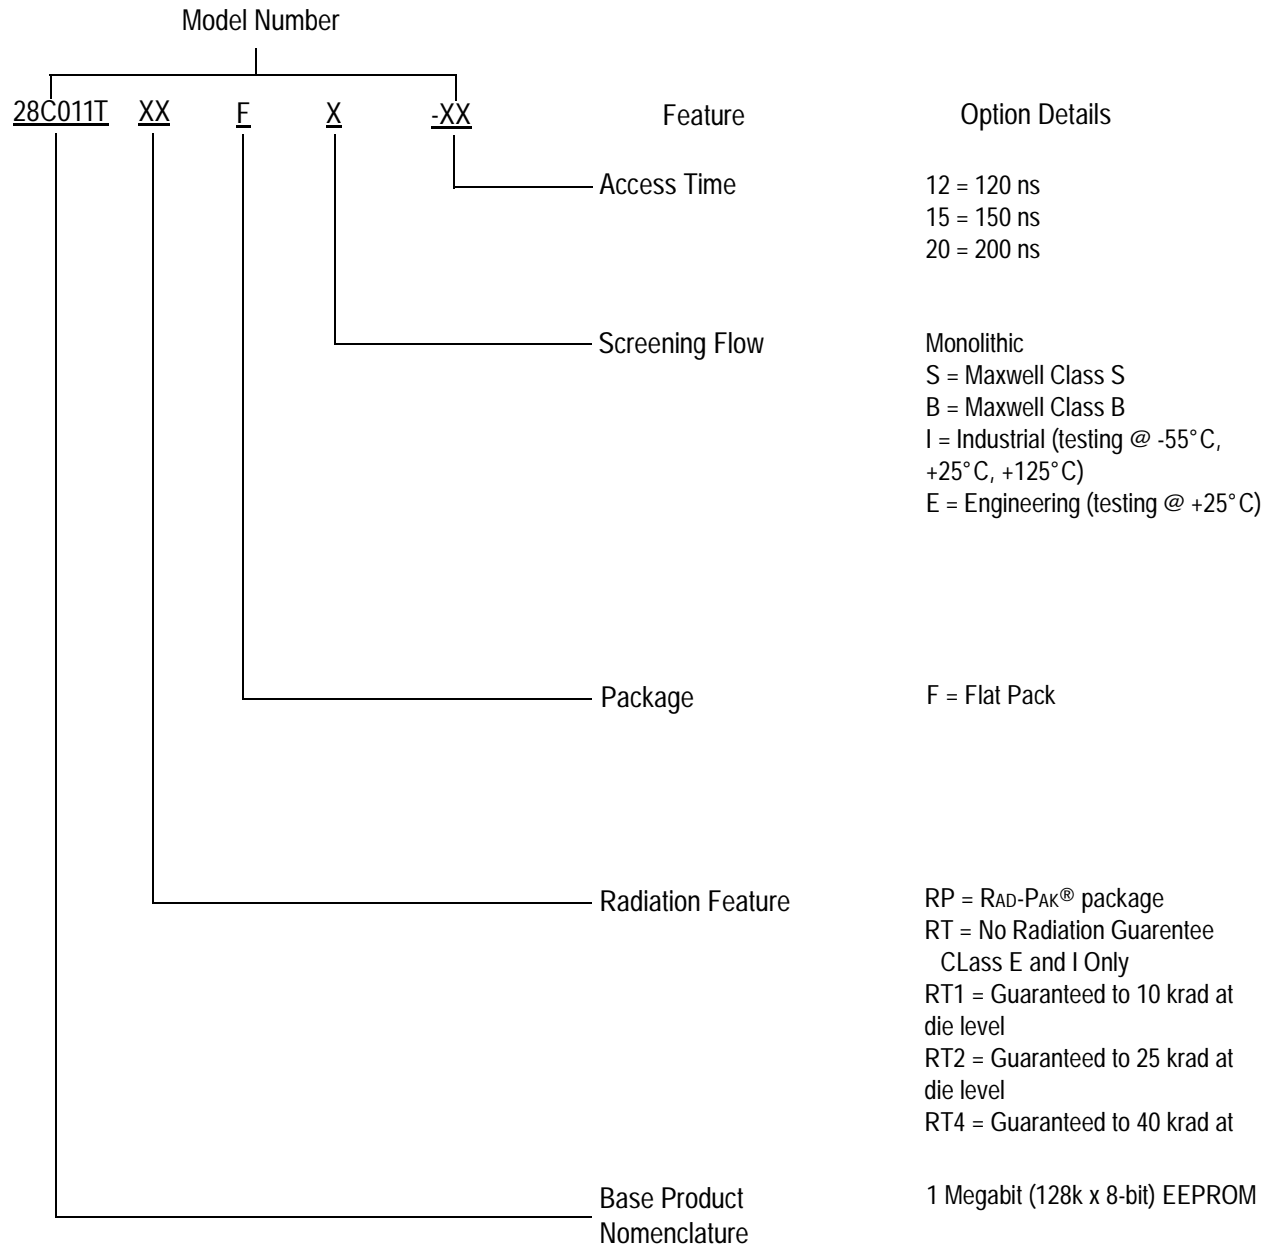 Model Number
28C011T XX F X -XX Feature Option Details
Access Time 12 = 120 ns
15 = 150 ns
20 = 200 ns
Screening Flow Monolithic
S = Maxwell Class S
B = Maxwell Class B
I = Industrial (testing @ -55°C,
+25°C, +125°C)
E = Engineering (testing @ +25°C)
Package F = Flat Pack
Radiation Feature RP = RAD-PAK® package
RT = No Radiation Guarentee
CLass E and I Only
RT1 = Guaranteed to 10 krad at
die level
RT2 = Guaranteed to 25 krad at
die level
RT4 = Guaranteed to 40 krad at
Base Product 1 Megabit (128k x 8-bit) EEPROM
Nomenclature